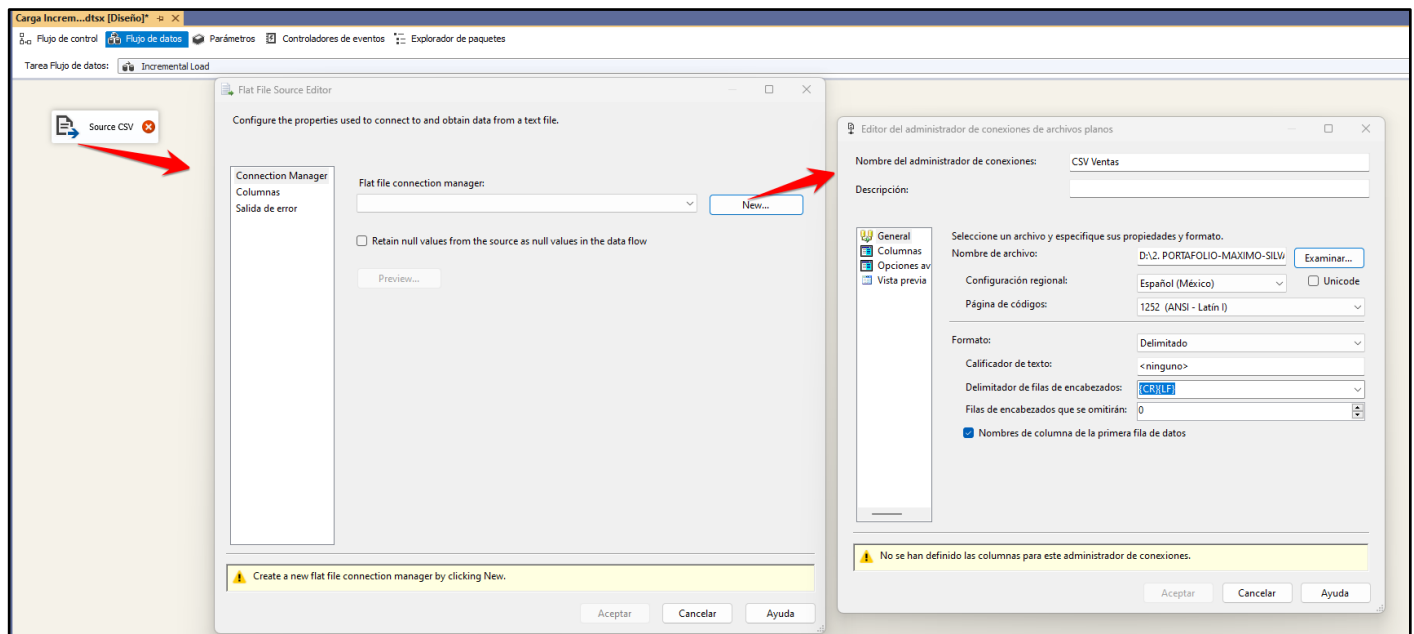 Carga Increm...dtsx [Diseño]*
Flujo de control Flujo de datos Parámetros Controladores de eventos Explorador de paquetes
Tarea Flujo de datos: Incremental Load
Source CSV
Flat File Source Editor
Configure the properties used to connect to and obtain data from a text file.
Connection Manager
Columnas
Salida de error
Flat file connection manager:
New...
Retain null values from the source as null values in the data flow
Preview...
Create a new flat file connection manager by clicking New.
Aceptar Cancelar Ayuda
Editor del administrador de conexiones de archivos planos
Nombre del administrador de conexiones: CSV Ventas
Descripción:
General
Columnas
Opciones av
Vista previa
Seleccione un archivo y especifique sus propiedades y formato.
Nombre de archivo: D:\2. PORTAFOLIO-MAXIMO-SILV Examinar...
Configuración regional: Español (México) Unicode
Página de códigos: 1252 (ANSI - Latín I)
Formato: Delimitado
Calificador de texto: <ninguno>
Delimitador de filas de encabezados: {CR}{LF}
Filas de encabezados que se omitirán: 0
Nombres de columna de la primera fila de datos
No se han definido las columnas para este administrador de conexiones.
Aceptar Cancelar Ayuda